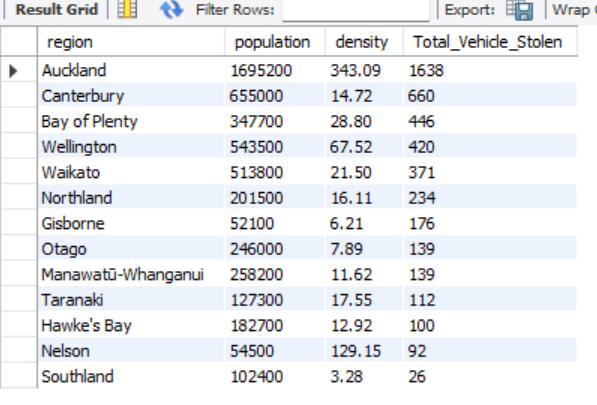 Result Grid Filter Rows: Export: Wrap
region population density Total_Vehicle_Stolen
Auckland 1695200 343.09 1638
Canterbury 655000 14.72 660
Bay of Plenty 347700 28.80 446
Wellington 543500 67.52 420
Waikato 513800 21.50 371
Northland 201500 16.11 234
Gisborne 52100 6.21 176
Otago 246000 7.89 139
Manawatū-Whanganui 258200 11.62 139
Taranaki 127300 17.55 112
Hawke's Bay 182700 12.92 100
Nelson 54500 129.15 92
Southland 102400 3.28 26